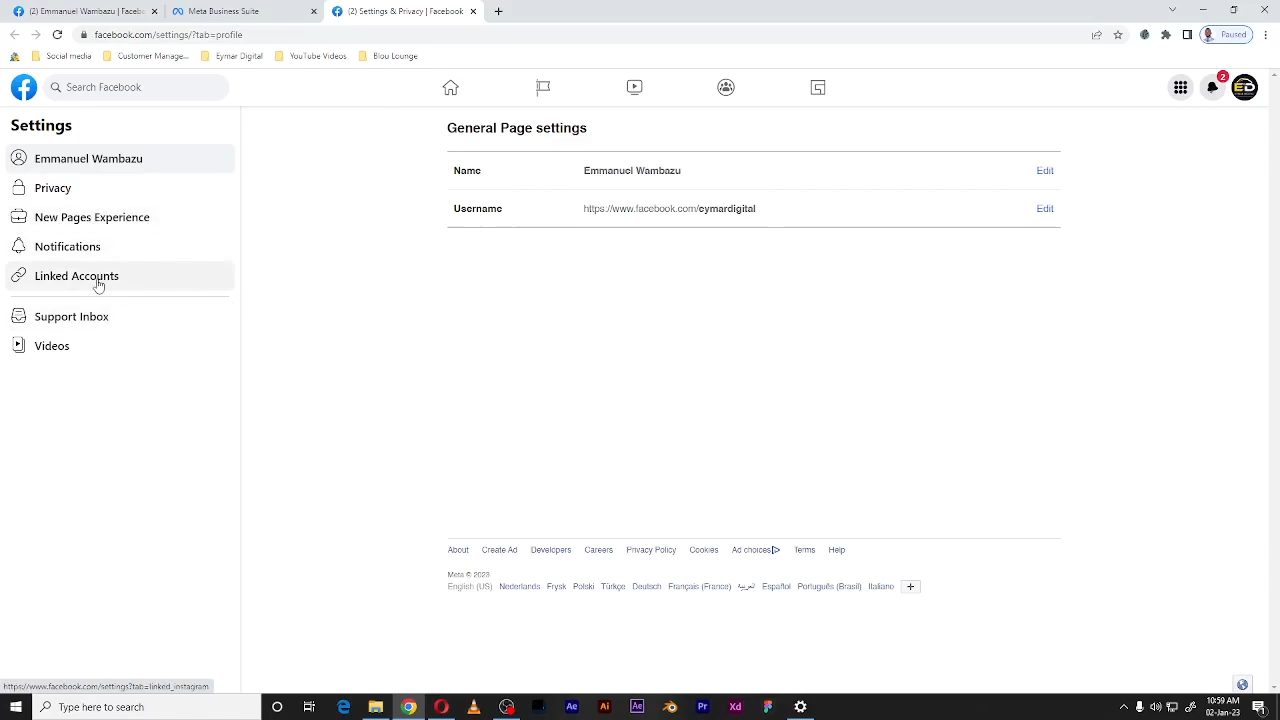 (2) Emmanuel Wambazu | Faceb
Meta Business Suite
(2) Settings & Privacy | Facebook
facebook.com/settings/?tab=profile
Paused
Social media
Customer Manage...
Eymar Digital
YouTube Videos
Blou Lounge
Search Facebook
2
ED
Settings
Emmanuel Wambazu
Privacy
New Pages Experience
Notifications
Linked Accounts
Support Inbox
Videos
General Page settings
Name Emmanuel Wambazu Edit
Username https://www.facebook.com/eymardigital Edit
About Create Ad Developers Careers Privacy Policy Cookies Ad choices Terms Help
Meta © 2023
English (US) Nederlands Frysk Polski Türkçe Deutsch Français (France) العربية Español Português (Brasil) Italiano
https://www.facebook.com/settings?tab=linked_instagram
Type here to search
Ae
Ai
Ae
Pr
Xd
10:59 AM
02-Jan-23